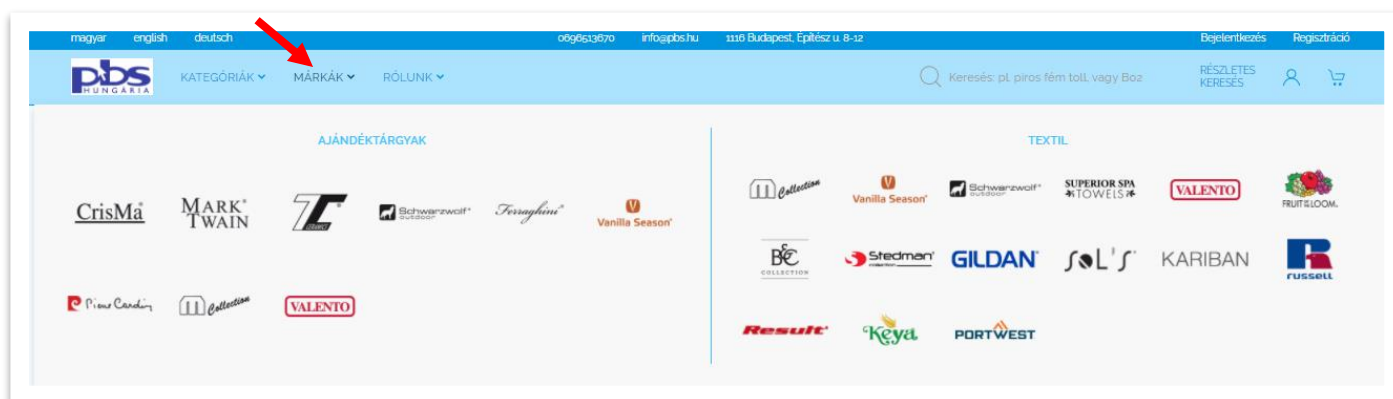 magyar english deutsch 0696513670 info@pbs.hu 1116 Budapest, Építész u. 8-12 Bejelentkezés Regisztráció
pbs HUNGÁRIA KATEGÓRIÁK MÁRKÁK RÓLUNK Keresés: pl. piros fém toll, vagy Boz RÉSZLETES KERESÉS
AJÁNDÉKTÁRGYAK
CrisMa MARK TWAIN Schwarzwolf outdoor Ferraghini Vanilla Season
Pierre Cardin Collection VALENTO
TEXTIL
Collection Vanilla Season Schwarzwolf outdoor SUPERIOR SPA TOWELS VALENTO FRUIT OF THE LOOM.
B&C COLLECTION Stedman GILDAN SOL'S KARIBAN RUSSELL
Result Keya PORTWEST